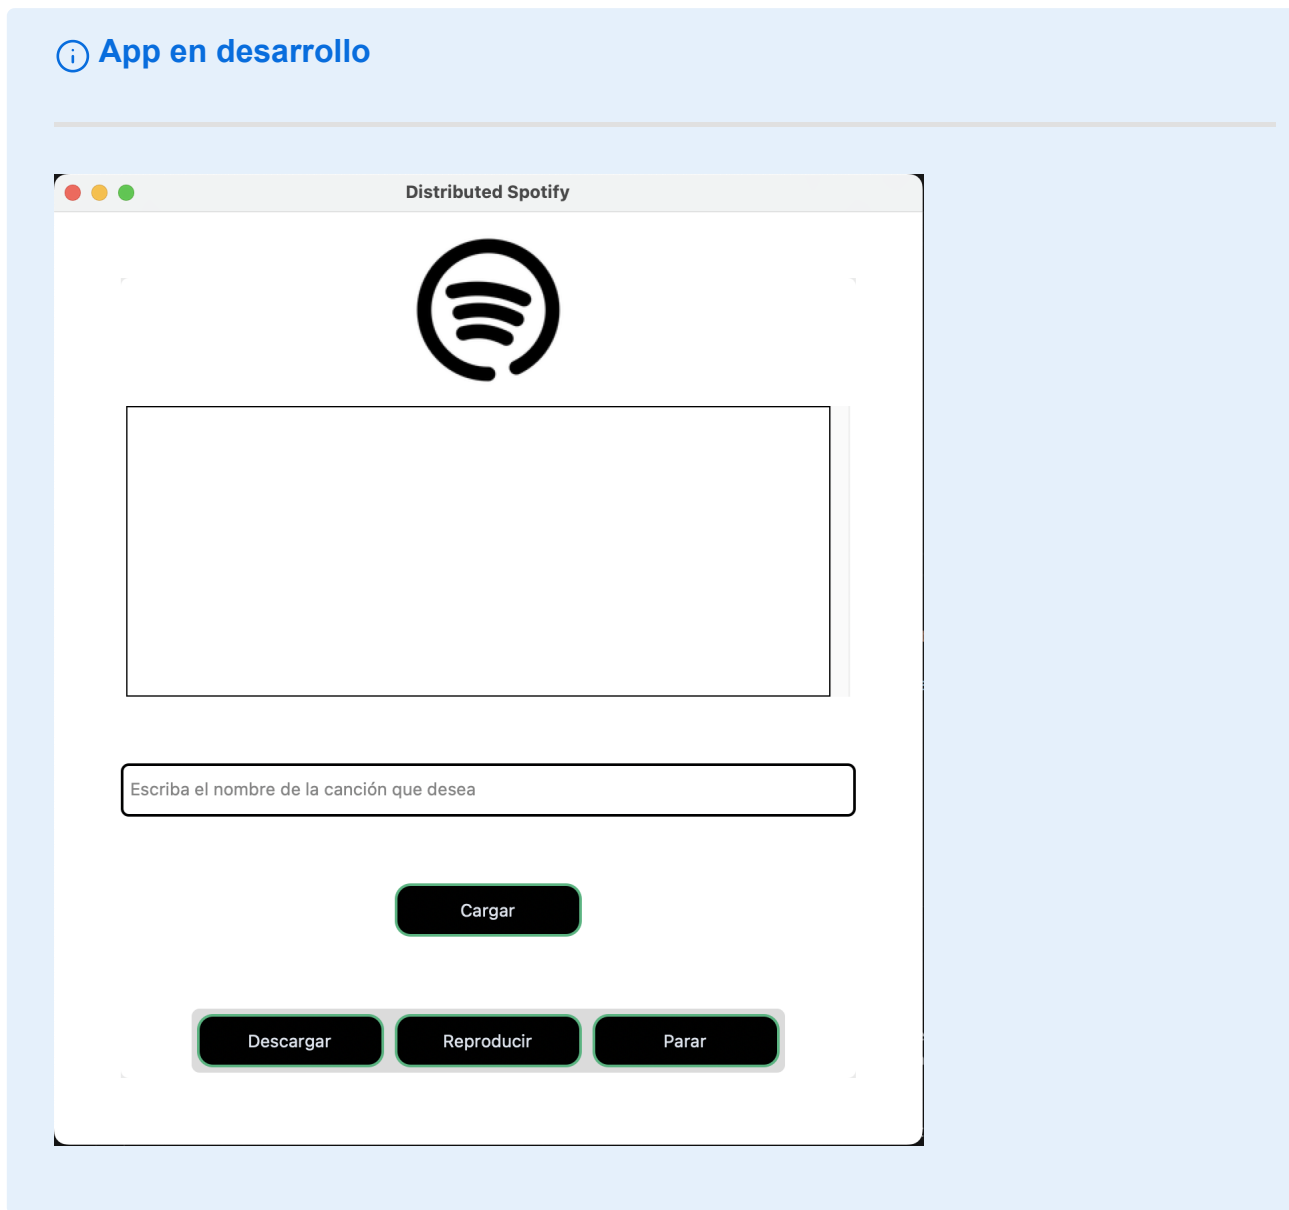 App en desarrollo
Distributed Spotify
Escriba el nombre de la canción que desea
Cargar
Descargar
Reproducir
Parar